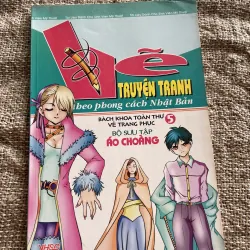 Vẽ
TRUYỆN TRANH
theo phong cách Nhật Bản
BÁCH KHOA TOÀN THƯ 5
VẼ TRANG PHỤC
BỘ SƯU TẬP
ÁO CHOÀNG